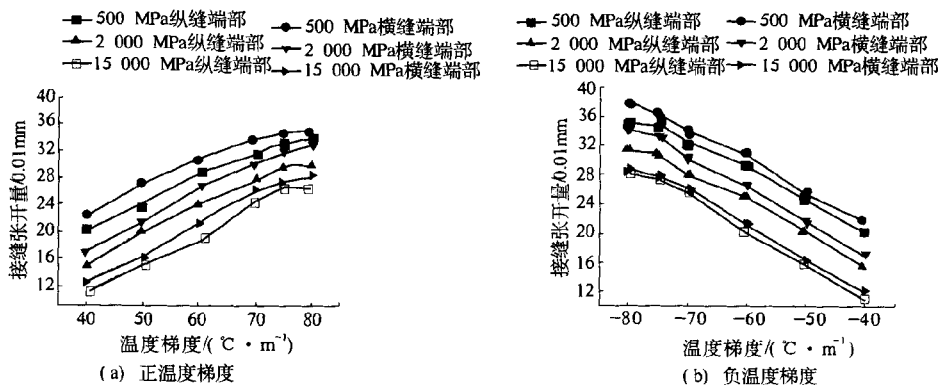 500 MPa纵缝端部
500 MPa横缝端部
2 000 MPa纵缝端部
2 000 MPa横缝端部
15 000 MPa纵缝端部
15 000 MPa横缝端部
接缝张开量/0.01mm
40
36
32
28
24
20
16
12
40 50 60 70 80
温度梯度/(℃·m⁻¹)
(a) 正温度梯度
500 MPa纵缝端部
500 MPa横缝端部
2 000 MPa纵缝端部
2 000 MPa横缝端部
15 000 MPa纵缝端部
15 000 MPa横缝端部
接缝张开量/0.01mm
40
36
32
28
28
20
16
12
-80 -70 -60 -50 -40
温度梯度/(℃·m⁻¹)
(b) 负温度梯度